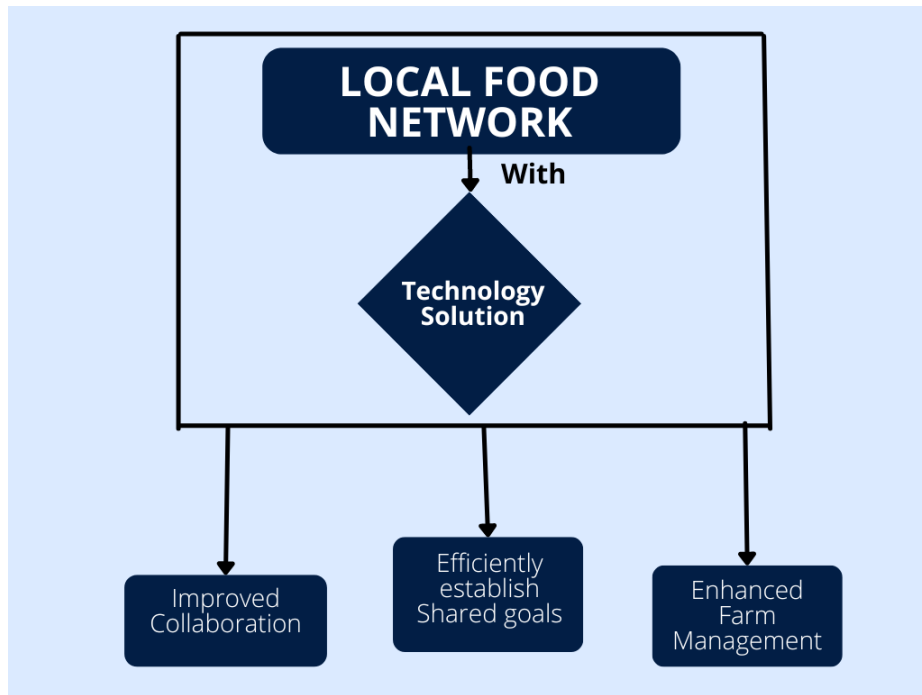 LOCAL FOOD
NETWORK
With
Technology
Solution
Improved
Collaboration
Efficiently
establish
Shared goals
Enhanced
Farm
Management